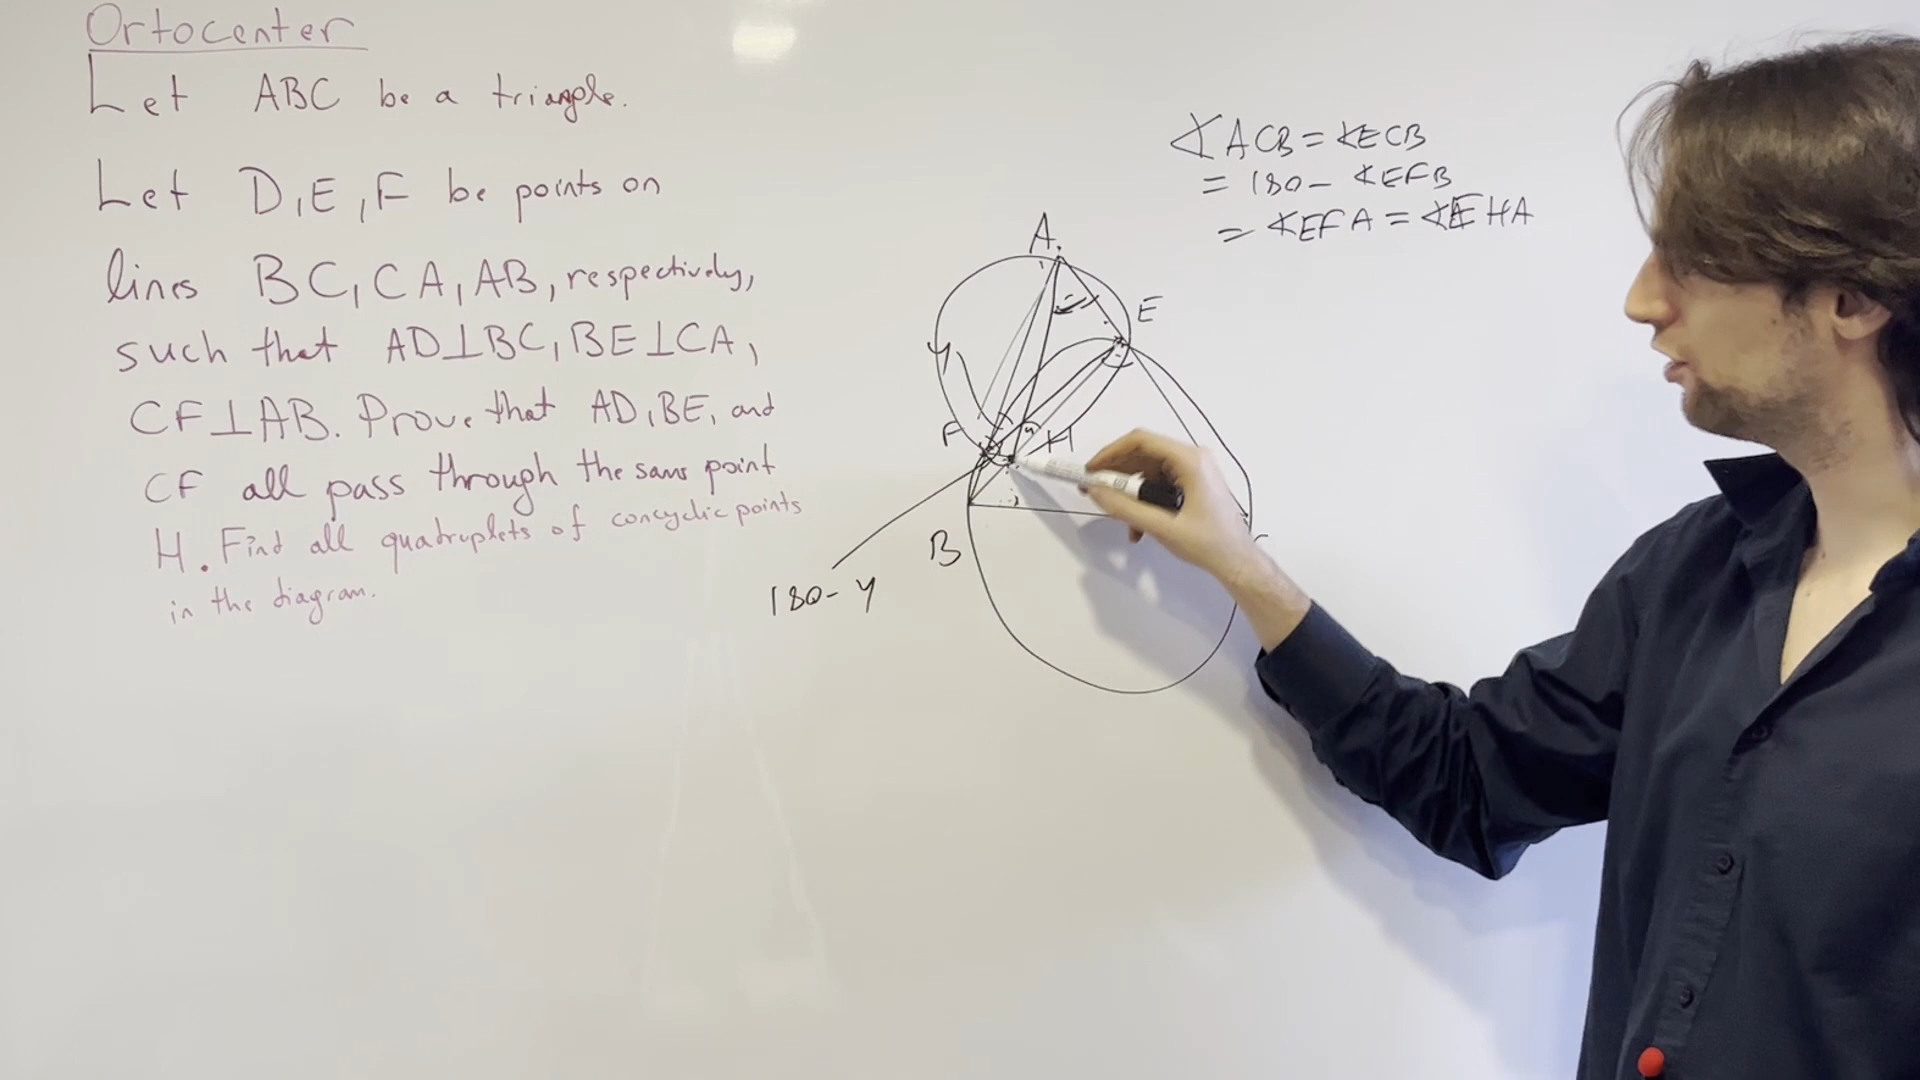 Ortocenter
Let ABC be a triangle.
Let D, E, F be points on
lines BC, CA, AB, respectively,
such that AD⊥BC, BE⊥CA,
CF⊥AB. Prove that AD, BE, and
CF all pass through the same point
H. Find all quadruplets of concyclic points
in the diagram.
∢ACB = ∢ECB
= 180 - ∢EFB
= ∢EFA = ∢EHA
A
E
Y
F
H
B
180 - Y